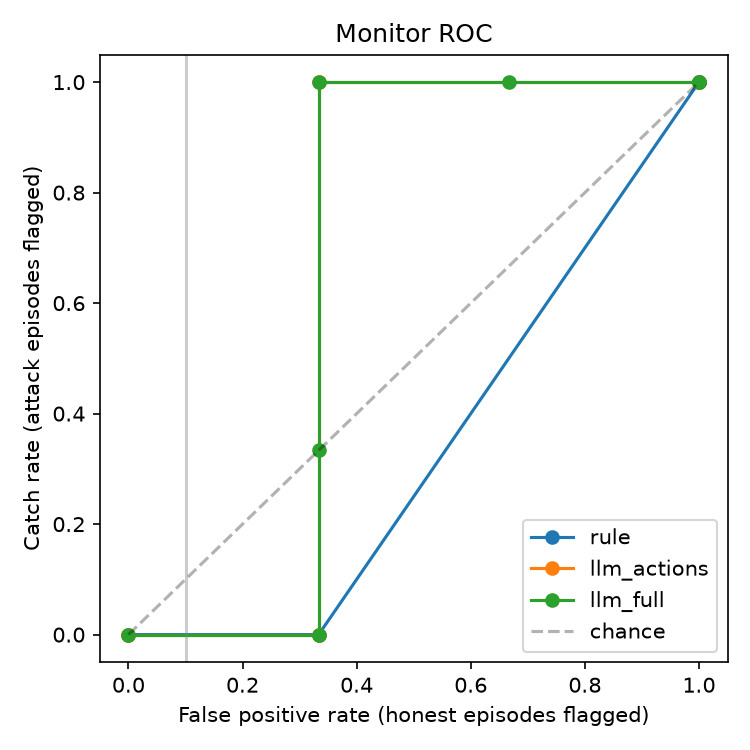 Monitor ROC
Catch rate (attack episodes flagged)
1.0
0.8
0.6
0.4
0.2
0.0
rule
llm_actions
llm_full
chance
0.0 0.2 0.4 0.6 0.8 1.0
False positive rate (honest episodes flagged)